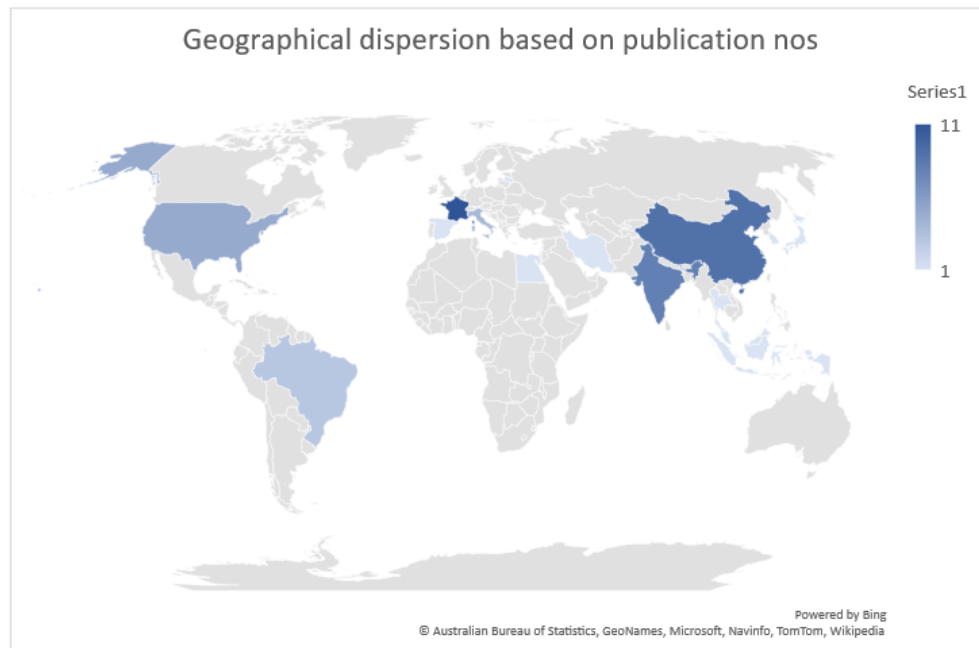 Geographical dispersion based on publication nos
Series1
11
1
Powered by Bing
© Australian Bureau of Statistics, GeoNames, Microsoft, Navinfo, TomTom, Wikipedia